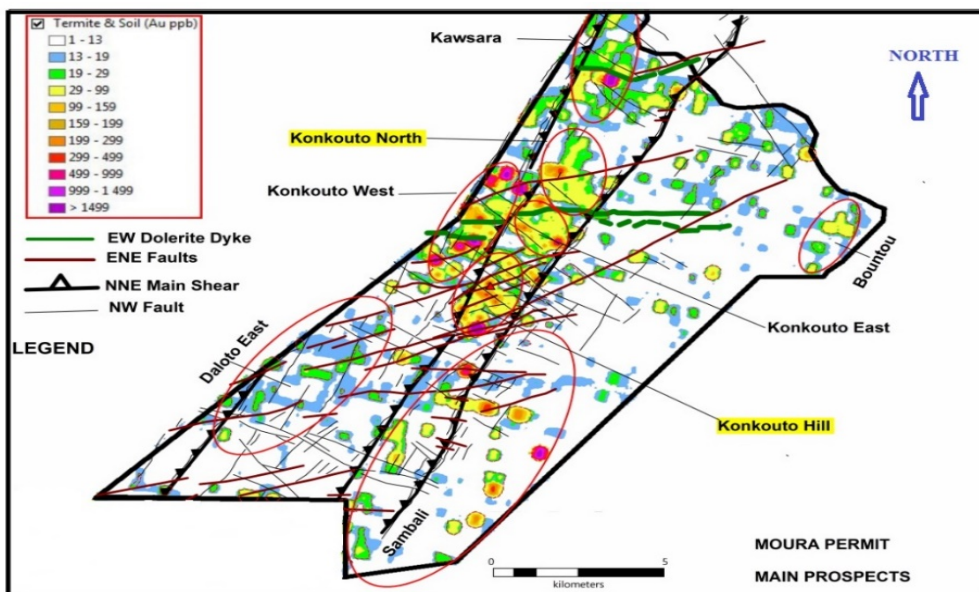 Termite & Soil (Au ppb)
1 - 13
13 - 19
19 - 29
29 - 99
99 - 159
159 - 199
199 - 299
299 - 499
499 - 999
999 - 1 499
> 1499
EW Dolerite Dyke
ENE Faults
NNE Main Shear
NW Fault
LEGEND
Kawsara
NORTH
Konkouto North
Konkouto West
Bountou
Konkouto East
Daloto East
Konkouto Hill
Sambali
0 5
kilometers
MOURA PERMIT
MAIN PROSPECTS